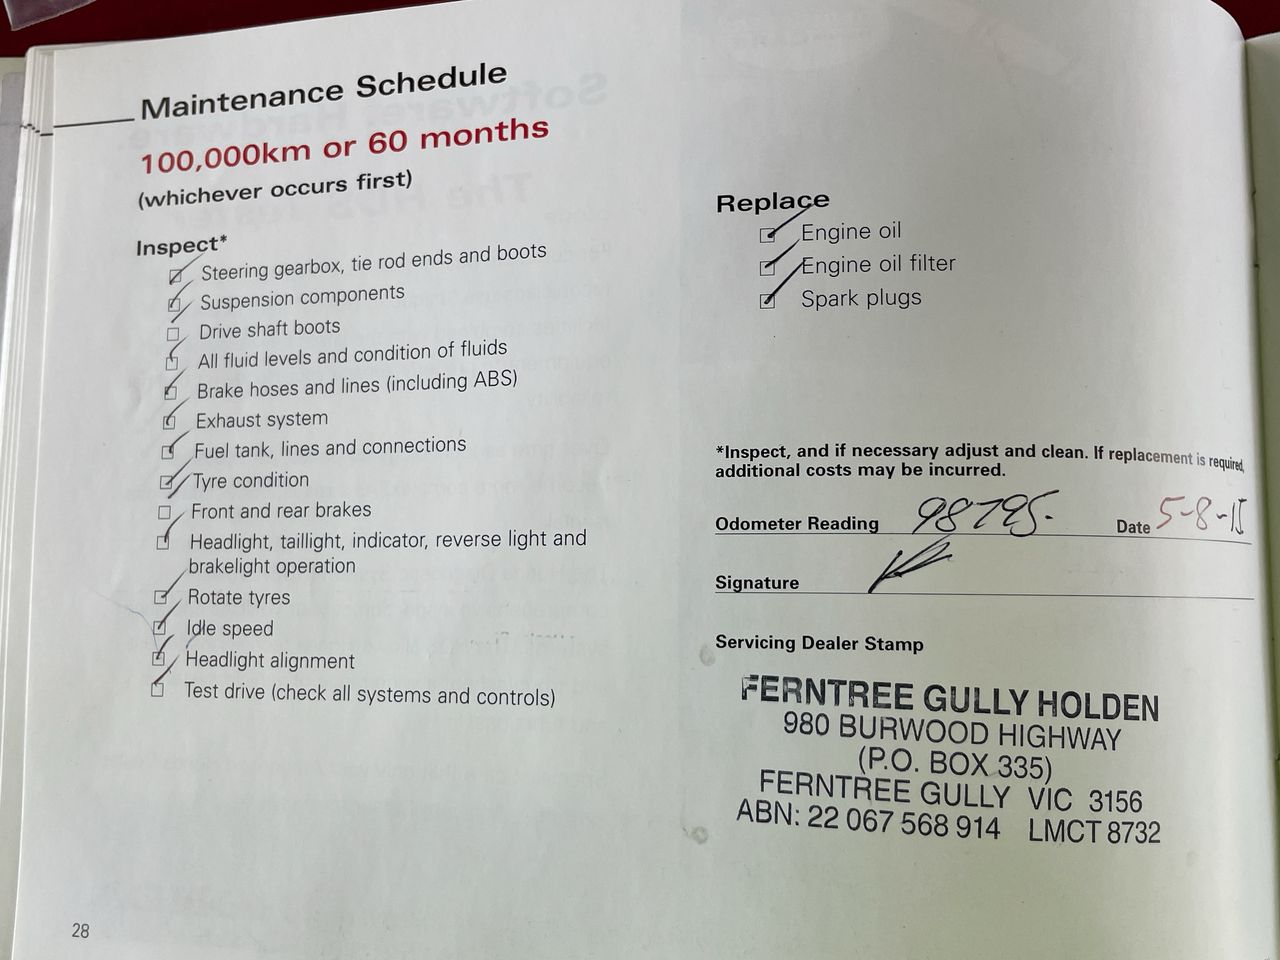 Maintenance Schedule
100,000km or 60 months
(whichever occurs first)
Inspect*
Steering gearbox, tie rod ends and boots
Suspension components
Drive shaft boots
All fluid levels and condition of fluids
Brake hoses and lines (including ABS)
Exhaust system
Fuel tank, lines and connections
Tyre condition
Front and rear brakes
Headlight, taillight, indicator, reverse light and
brakelight operation
Rotate tyres
Idle speed
Headlight alignment
Test drive (check all systems and controls)
28
Replace
Engine oil
Engine oil filter
Spark plugs
*Inspect, and if necessary adjust and clean. If replacement is required,
additional costs may be incurred.
Odometer Reading 98795. Date 5-8-15
Signature
Servicing Dealer Stamp
FERNTREE GULLY HOLDEN
980 BURWOOD HIGHWAY
(P.O. BOX 335)
FERNTREE GULLY VIC 3156
ABN: 22 067 568 914 LMCT 8732